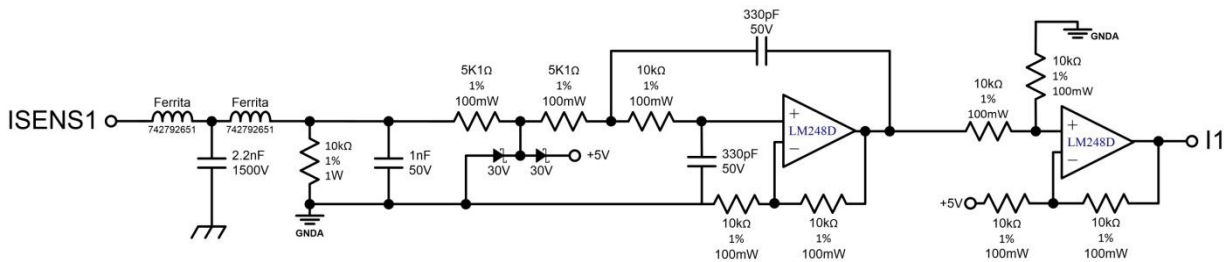 330pF
50V
GNDA
5K1Ω
1%
100mW
5K1Ω
1%
100mW
10kΩ
1%
100mW
10kΩ
1%
100mW
10kΩ
1%
100mW
ISENS1
Ferrita
742792651
Ferrita
742792651
+
LM248D
−
+
LM248D
−
I1
2.2nF
1500V
10kΩ
1%
1W
1nF
50V
30V
30V
+5V
330pF
50V
GNDA
10kΩ
1%
100mW
10kΩ
1%
100mW
+5V
10kΩ
1%
100mW
10kΩ
1%
100mW